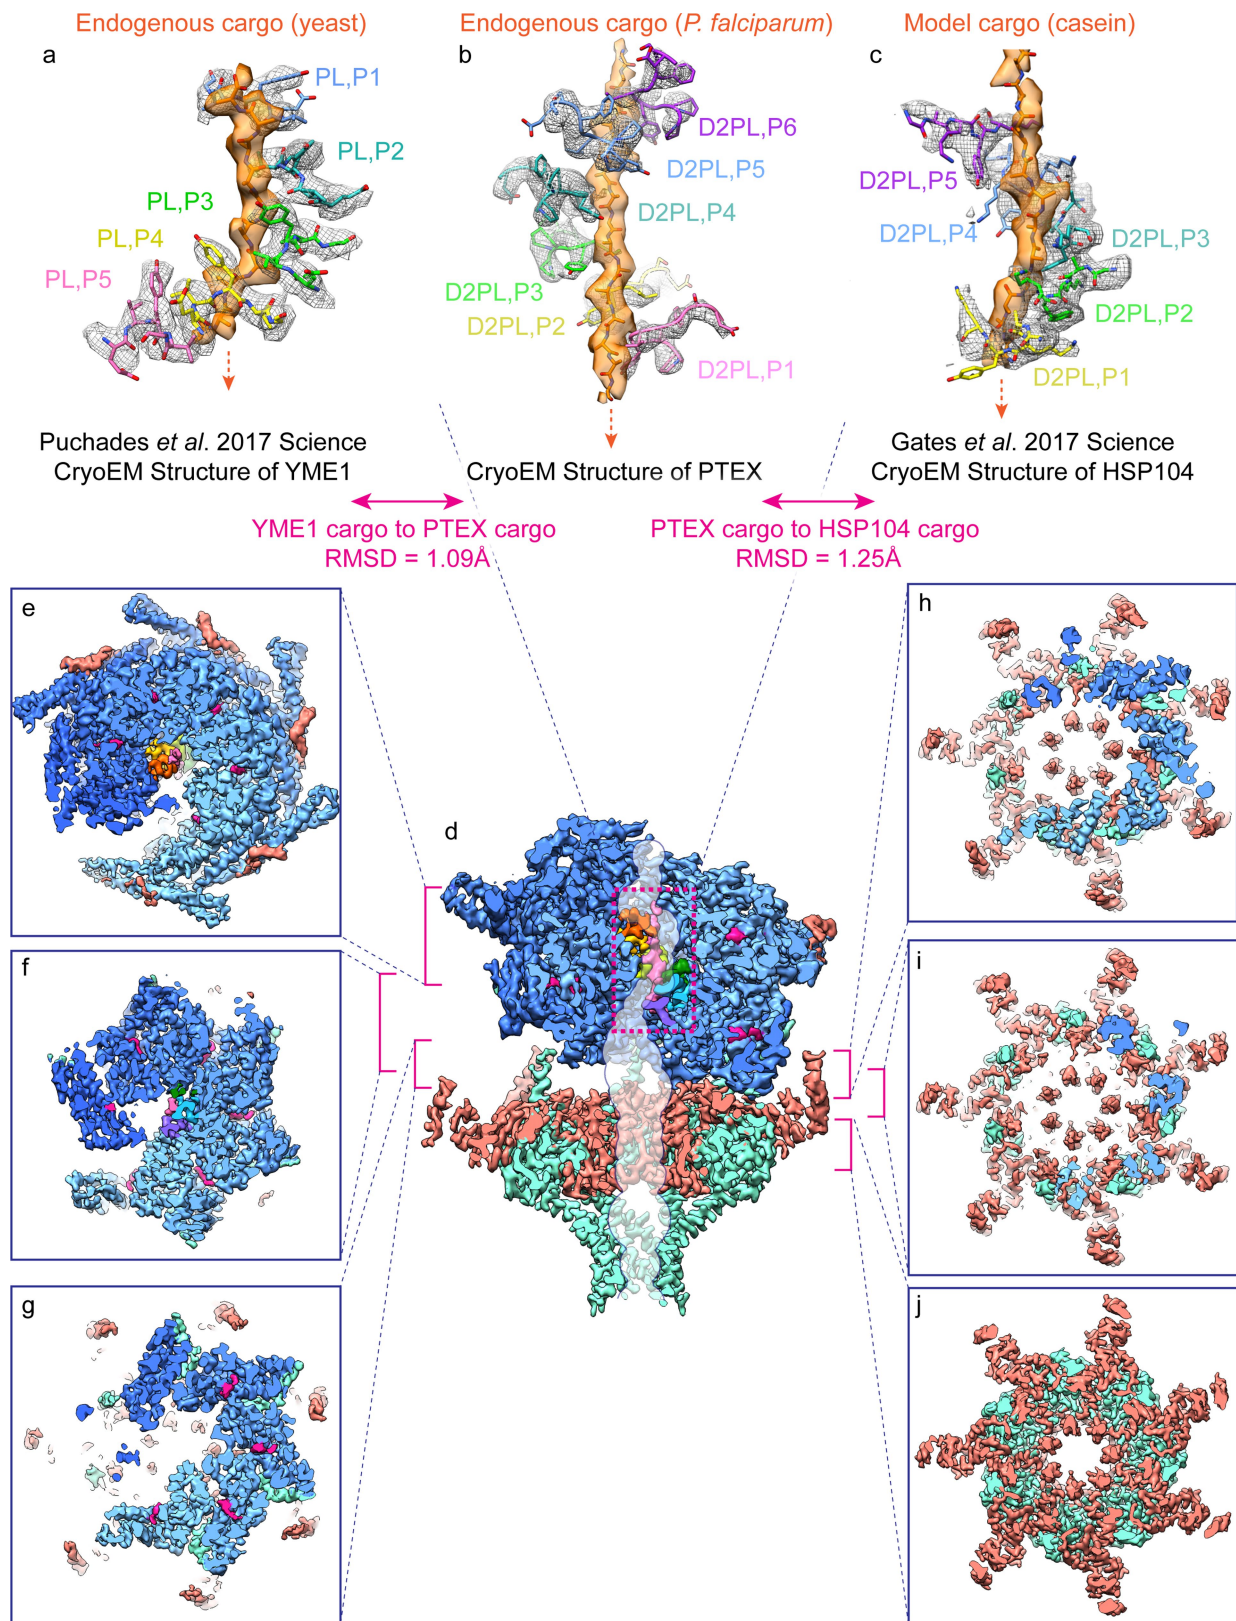 Endogenous cargo (yeast)
Endogenous cargo (P. falciparum)
Model cargo (casein)
a
PL,P1
PL,P2
PL,P3
PL,P4
PL,P5
b
D2PL,P6
D2PL,P5
D2PL,P4
D2PL,P3
D2PL,P2
D2PL,P1
c
D2PL,P5
D2PL,P4
D2PL,P3
D2PL,P2
D2PL,P1
Puchades et al. 2017 Science
CryoEM Structure of YME1
CryoEM Structure of PTEX
Gates et al. 2017 Science
CryoEM Structure of HSP104
YME1 cargo to PTEX cargo
RMSD = 1.09Å
PTEX cargo to HSP104 cargo
RMSD = 1.25Å
e
h
d
f
i
g
j